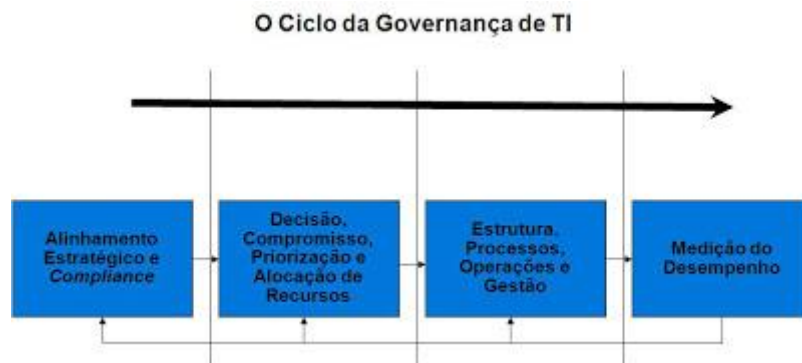 O Ciclo da Governança de TI
Alinhamento
Estratégico e
Compliance
Decisão,
Compromisso,
Priorização e
Alocação de
Recursos
Estrutura,
Processos,
Operações e
Gestão
Medição do
Desempenho